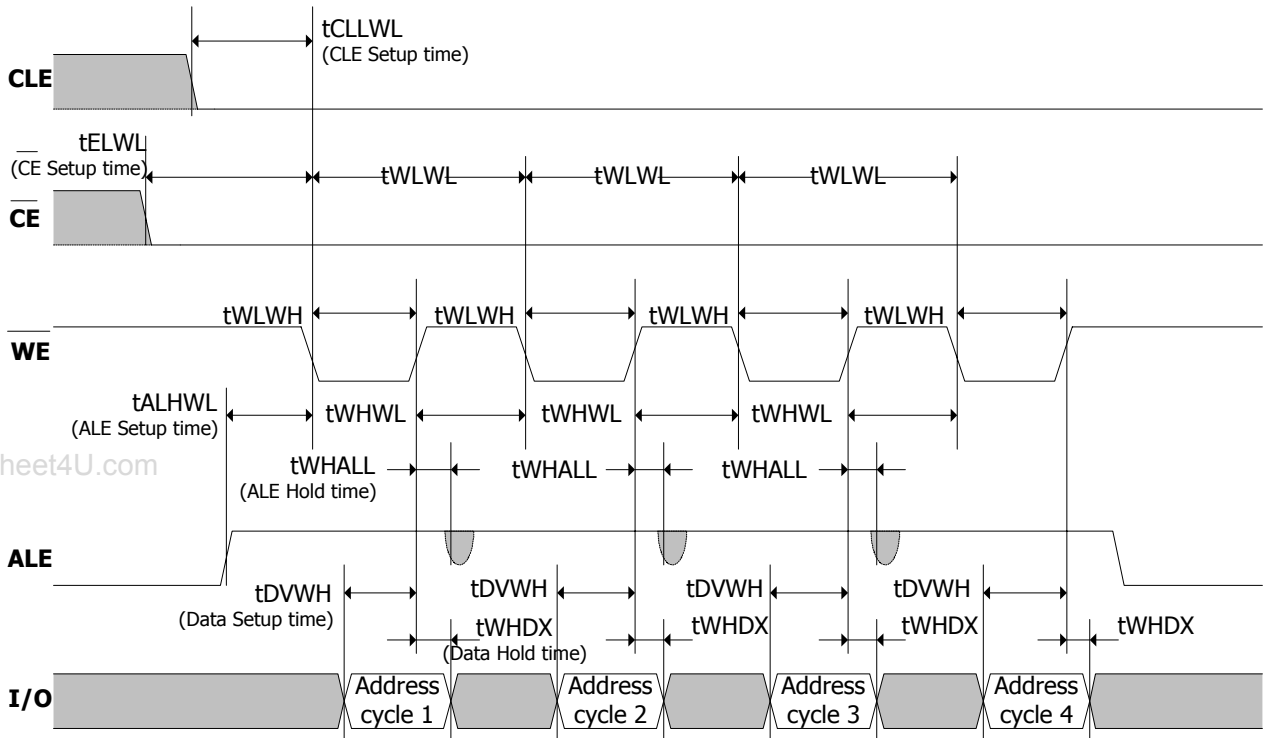 tCLLWL
(CLE Setup time)
CLE
tELWL
(CE Setup time)
tWLWL tWLWL tWLWL
CE
tWLWH tWLWH tWLWH tWLWH
WE
tALHWL
(ALE Setup time)
tWHWL tWHWL tWHWL
heet4U.com
tWHALL
(ALE Hold time)
tWHALL tWHALL
ALE
tDVWH
(Data Setup time)
tDVWH tDVWH tDVWH
tWHDX
(Data Hold time)
tWHDX tWHDX tWHDX
I/O
Address
cycle 1
Address
cycle 2
Address
cycle 3
Address
cycle 4